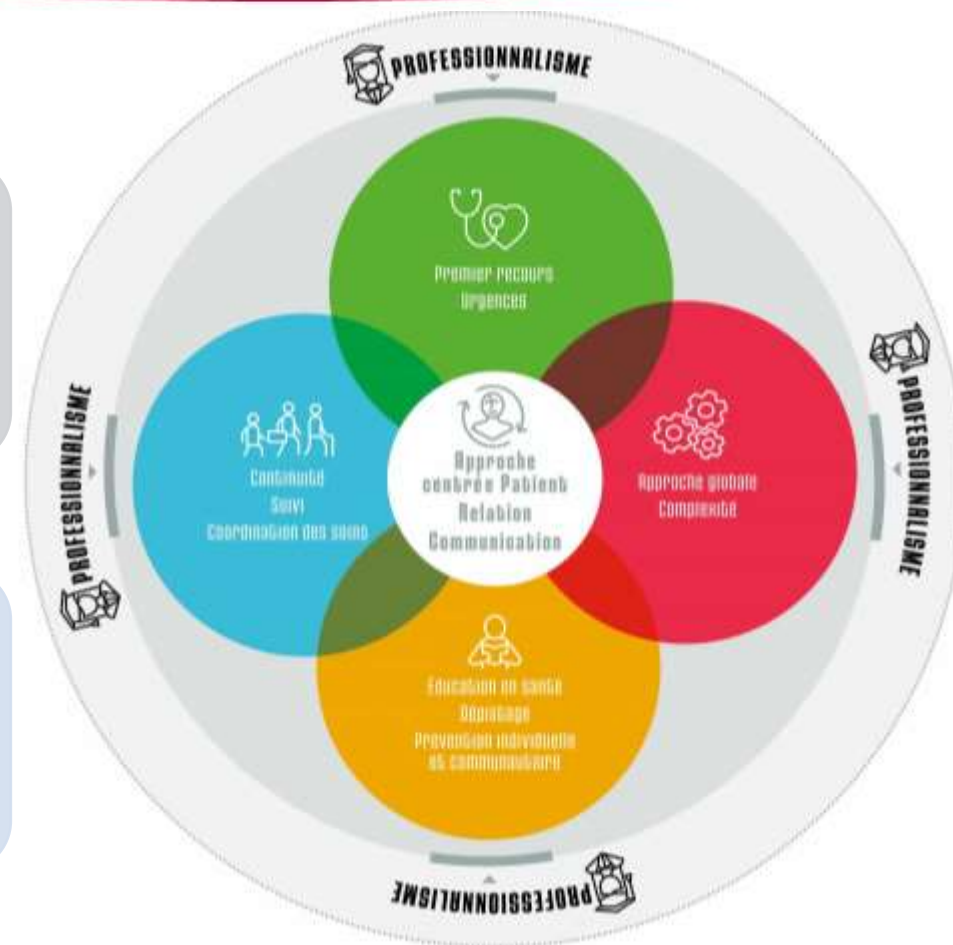 PROFESSIONNALISME
Premier recours
Urgences
PROFESSIONNALISME
PROFESSIONNALISME
Continuité
Suivi
Coordination des soins
Approche
centrée Patient
Relation
Communication
Approche globale
Complexité
Éducation en santé
Dépistage
Prévention individuelle
et communautaire
PROFESSIONNALISME